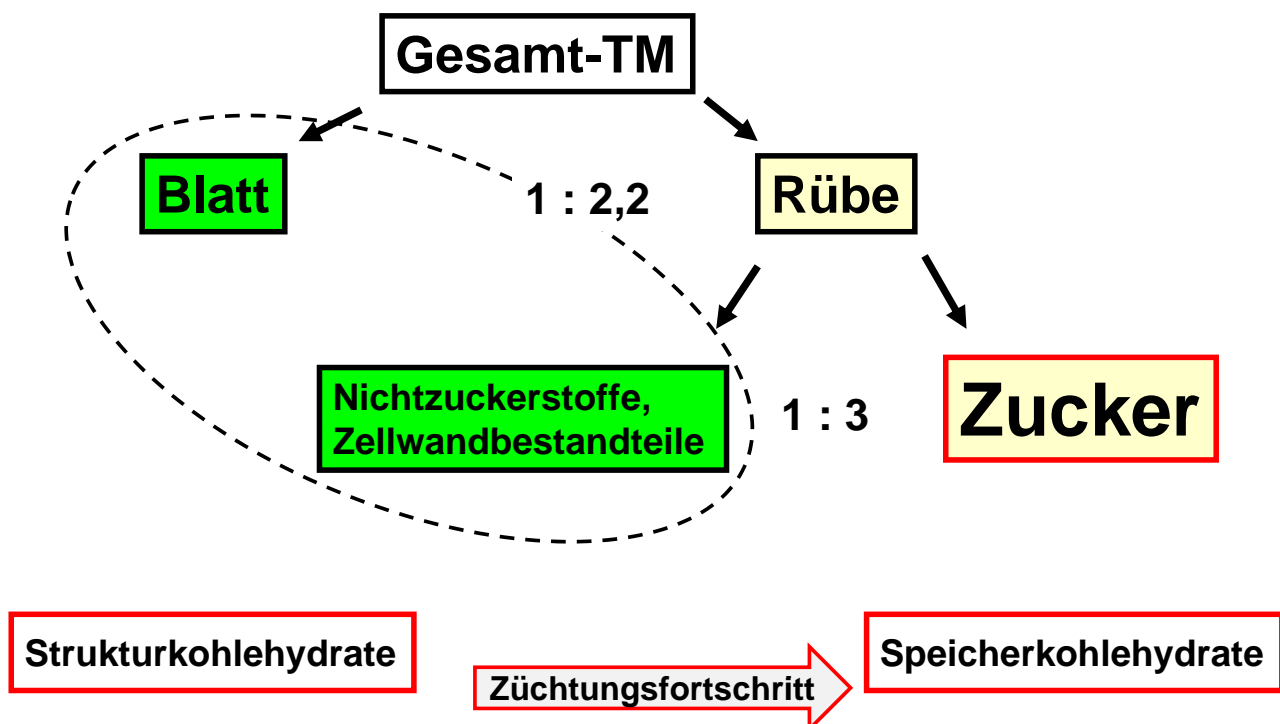 Gesamt-TM
Blatt
1 : 2,2
Rübe
Nichtzuckerstoffe,
Zellwandbestandteile
1 : 3
Zucker
Strukturkohlehydrate
Züchtungsfortschritt
Speicherkohlehydrate